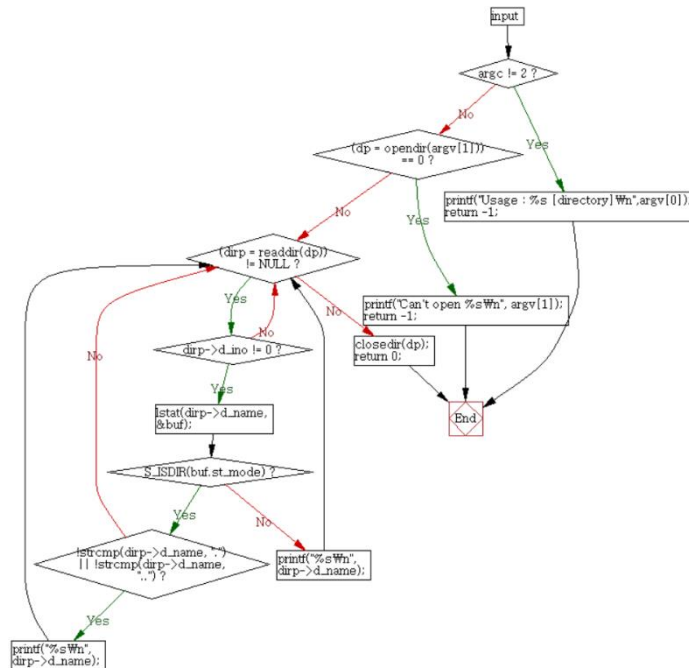 input
argc != 2 ?
No
Yes
(dp = opendir(argv[1]))
== 0 ?
printf("Usage : %s [directory]₩n",argv[0]);
return -1;
No
Yes
(dirp = readdir(dp))
!= NULL ?
Yes
No
No
No
printf("Can't open %s₩n", argv[1]);
return -1;
dirp->d_ino != 0 ?
closedir(dp);
return 0;
Yes
lstat(dirp->d_name,
&buf);
End
S_ISDIR(buf.st_mode) ?
Yes
No
!strcmp(dirp->d_name, ".")
|| !strcmp(dirp->d_name,
"..") ?
printf("%s₩n",
dirp->d_name);
Yes
printf("%s₩n",
dirp->d_name);